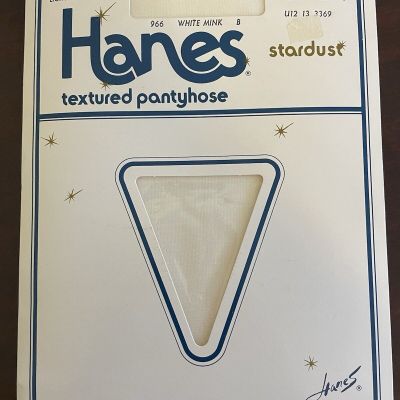 966 WHITE MINK B U12 13 3369
Hanes® stardust
textured pantyhose
Hanes®